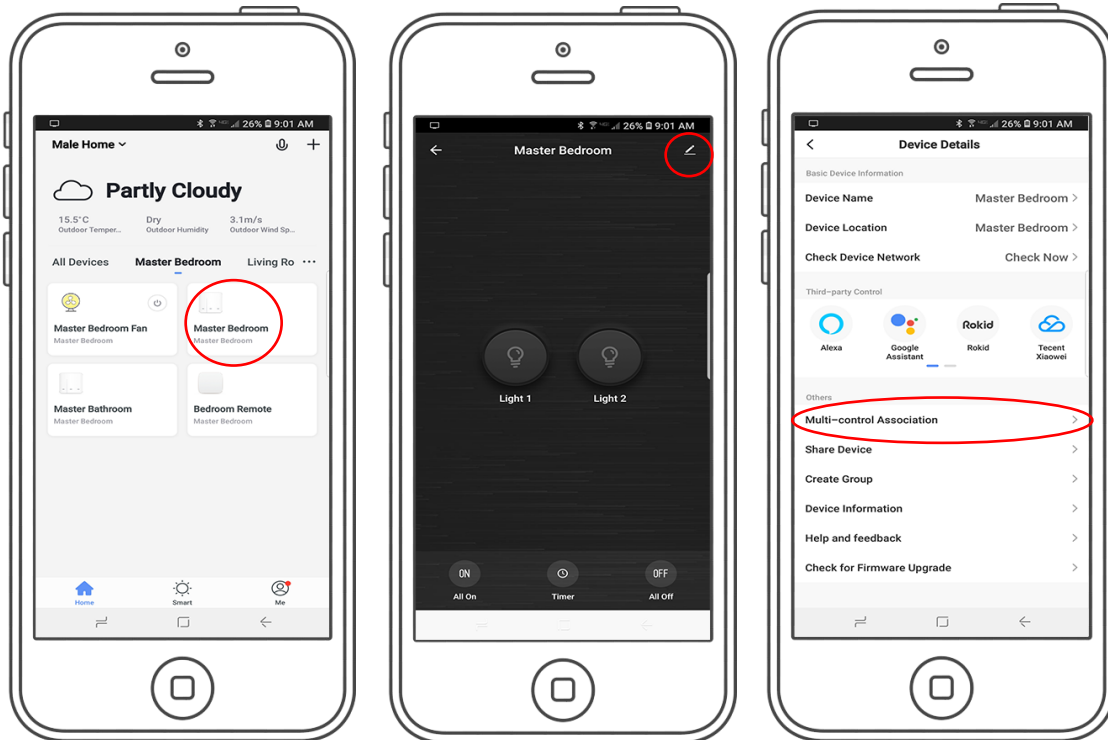 26% 9:01 AM
Male Home
Partly Cloudy
15.5°C Dry 3.1m/s
Outdoor Temper... Outdoor Humidity Outdoor Wind Sp...
All Devices Master Bedroom Living Ro ...
Master Bedroom Fan Master Bedroom
Master Bedroom Master Bedroom
Master Bathroom Bedroom Remote
Master Bedroom Master Bedroom
Home Smart Me
26% 9:01 AM
Master Bedroom
Light 1 Light 2
ON OFF
All On Timer All Off
26% 9:01 AM
Device Details
Basic Device Information
Device Name Master Bedroom >
Device Location Master Bedroom >
Check Device Network Check Now >
Third-party Control
Rokid
Alexa Google Assistant Rokid Tecent Xiaowei
Others
Multi-control Association >
Share Device >
Create Group >
Device Information >
Help and feedback >
Check for Firmware Upgrade >